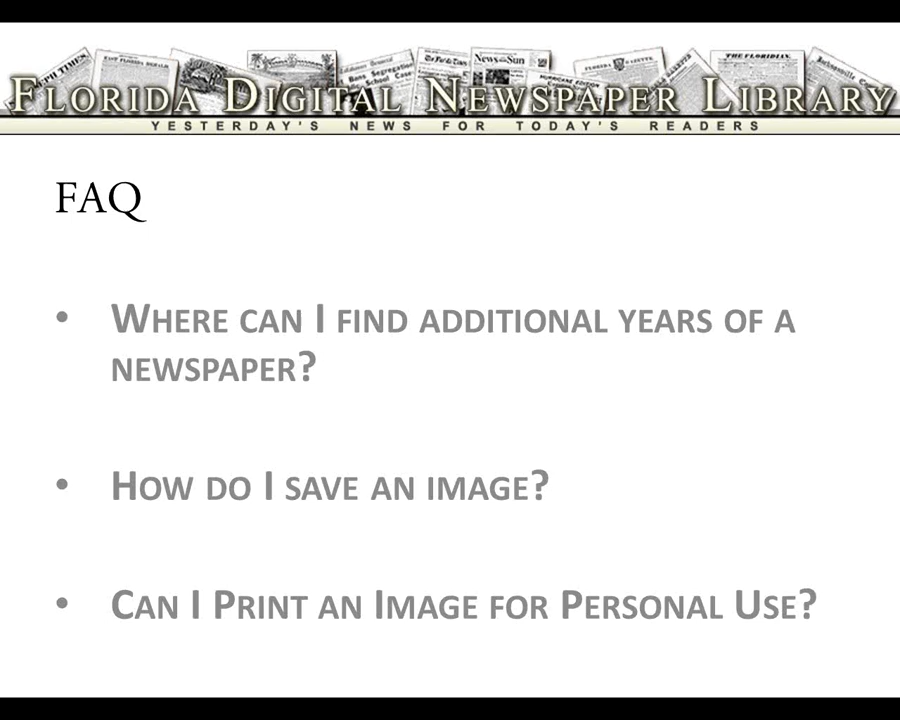 FLORIDA DIGITAL NEWSPAPER LIBRARY
YESTERDAY'S NEWS FOR TODAY'S READERS
FAQ
• WHERE CAN I FIND ADDITIONAL YEARS OF A
NEWSPAPER?
• HOW DO I SAVE AN IMAGE?
• CAN I PRINT AN IMAGE FOR PERSONAL USE?